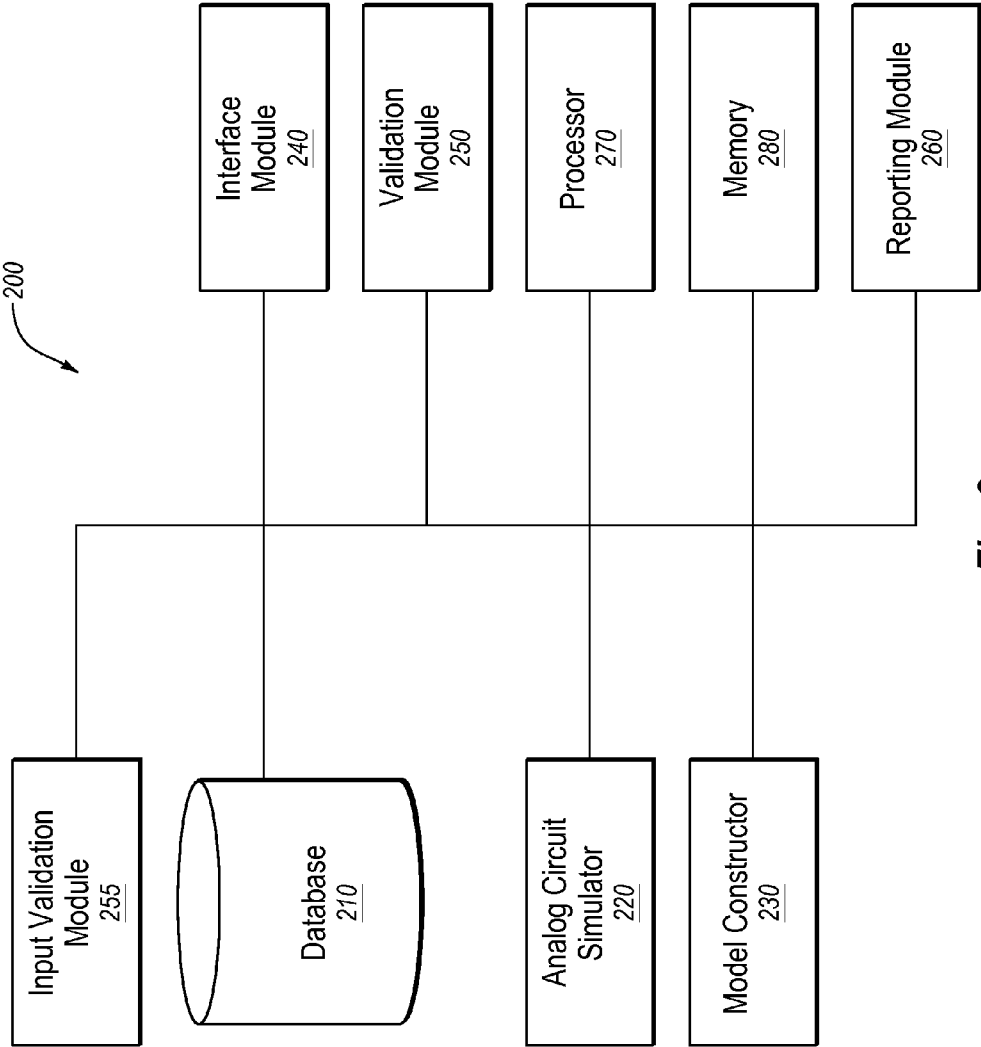 200
Input Validation
Module
255
Interface
Module
240
Database
210
Validation
Module
250
Analog Circuit
Simulator
220
Processor
270
Model Constructor
230
Memory
280
Reporting Module
260